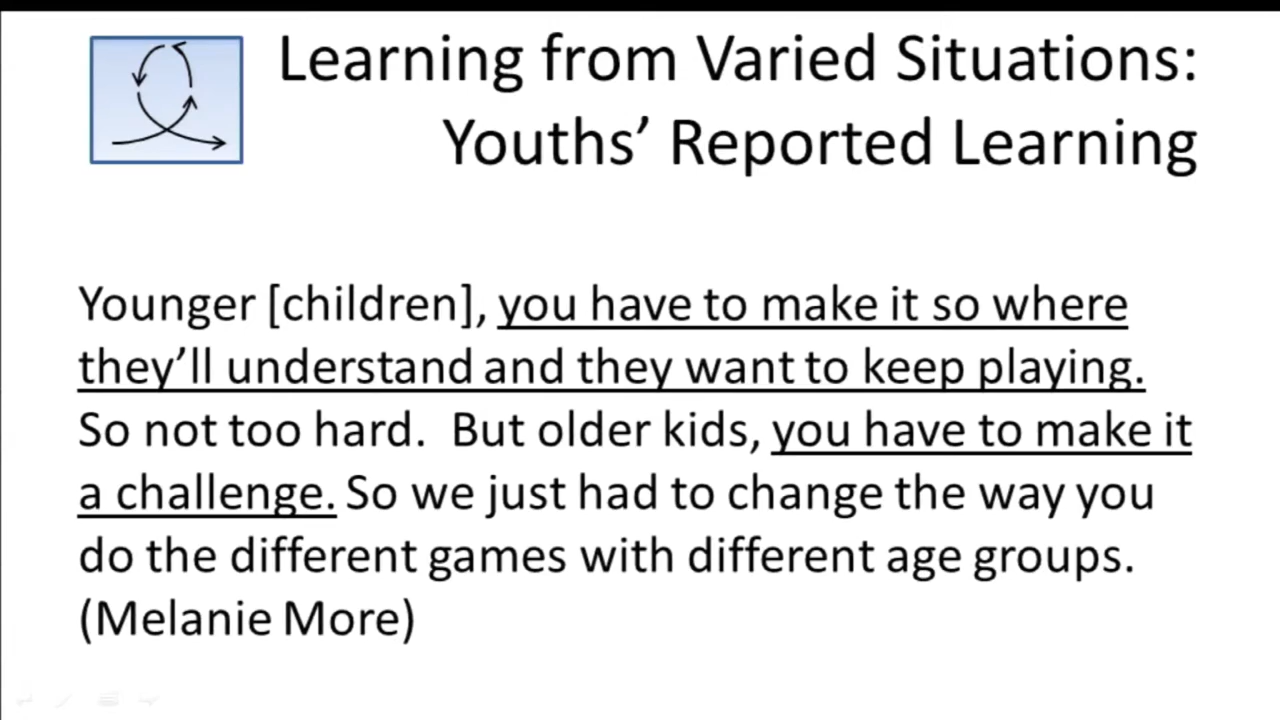 Learning from Varied Situations:
Youths’ Reported Learning
Younger [children], you have to make it so where
they’ll understand and they want to keep playing.
So not too hard.  But older kids, you have to make it
a challenge. So we just had to change the way you
do the different games with different age groups.
(Melanie More)